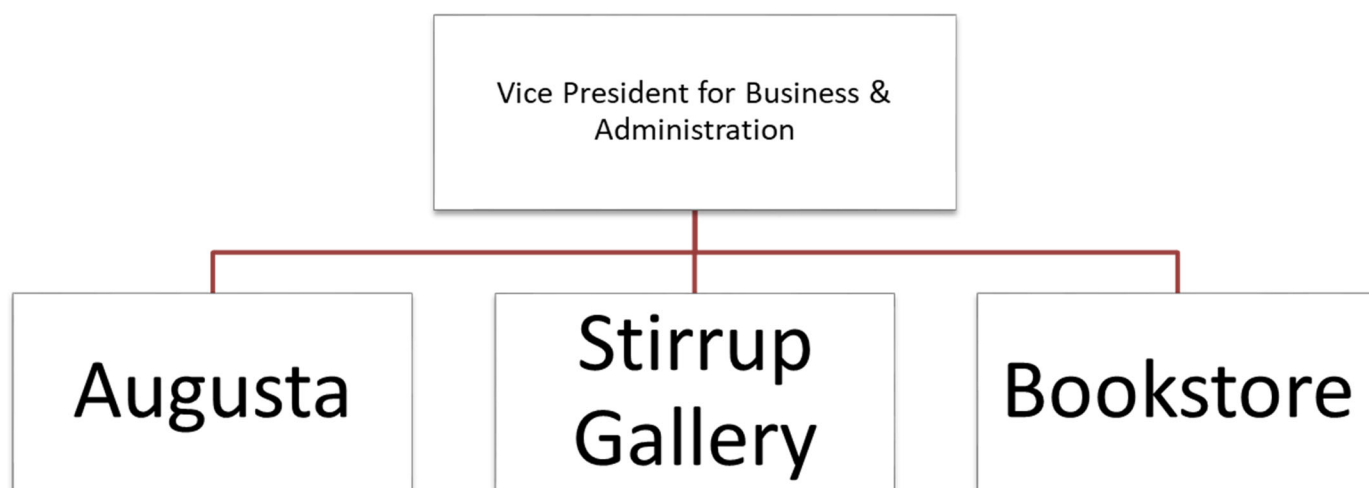 Vice President for Business &
Administration
Augusta
Stirrup
Gallery
Bookstore